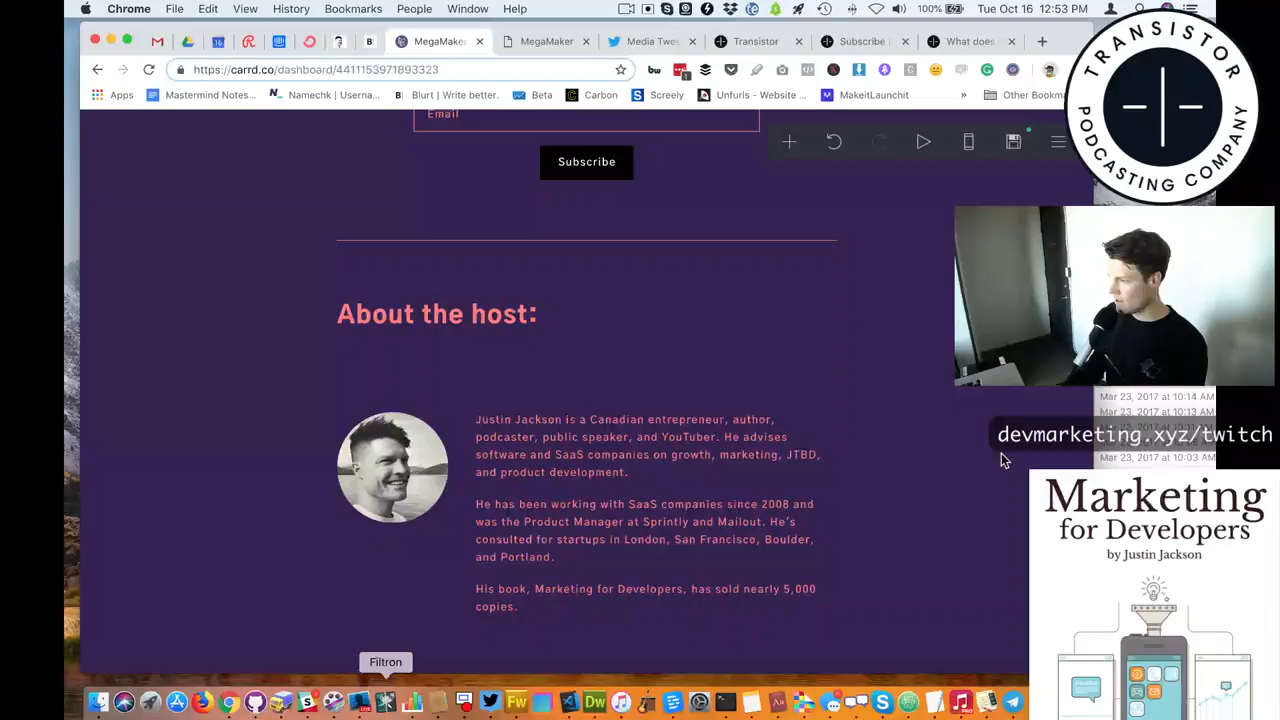 Chrome File Edit View History Bookmarks People Window Help 100% Tue Oct 16 12:53 PM
MegaMaker MegaMaker Media Twe Transistor Subscribe What does
https://carrd.co/dashboard/4411153971893323
Apps Mastermind Notes... Namechk | Userna... Blurt | Write better. Beta Carbon Screely Unfurls - Website ... MakeitLaunchit » Other Bookma
TRANSISTOR
PODCASTING COMPANY
Email
Subscribe
About the host:
Justin Jackson is a Canadian entrepreneur, author,
podcaster, public speaker, and YouTuber. He advises
software and SaaS companies on growth, marketing, JTBD,
and product development.
He has been working with SaaS companies since 2008 and
was the Product Manager at Sprintly and Mailout. He's
consulted for startups in London, San Francisco, Boulder,
and Portland.
His book, Marketing for Developers, has sold nearly 5,000
copies.
Mar 23, 2017 at 10:14 AM
Mar 23, 2017 at 10:13 AM
devmarketing.xyz/twitch
Mar 23, 2017 at 10:03 AM
Marketing
for Developers
by Justin Jackson
Filtron